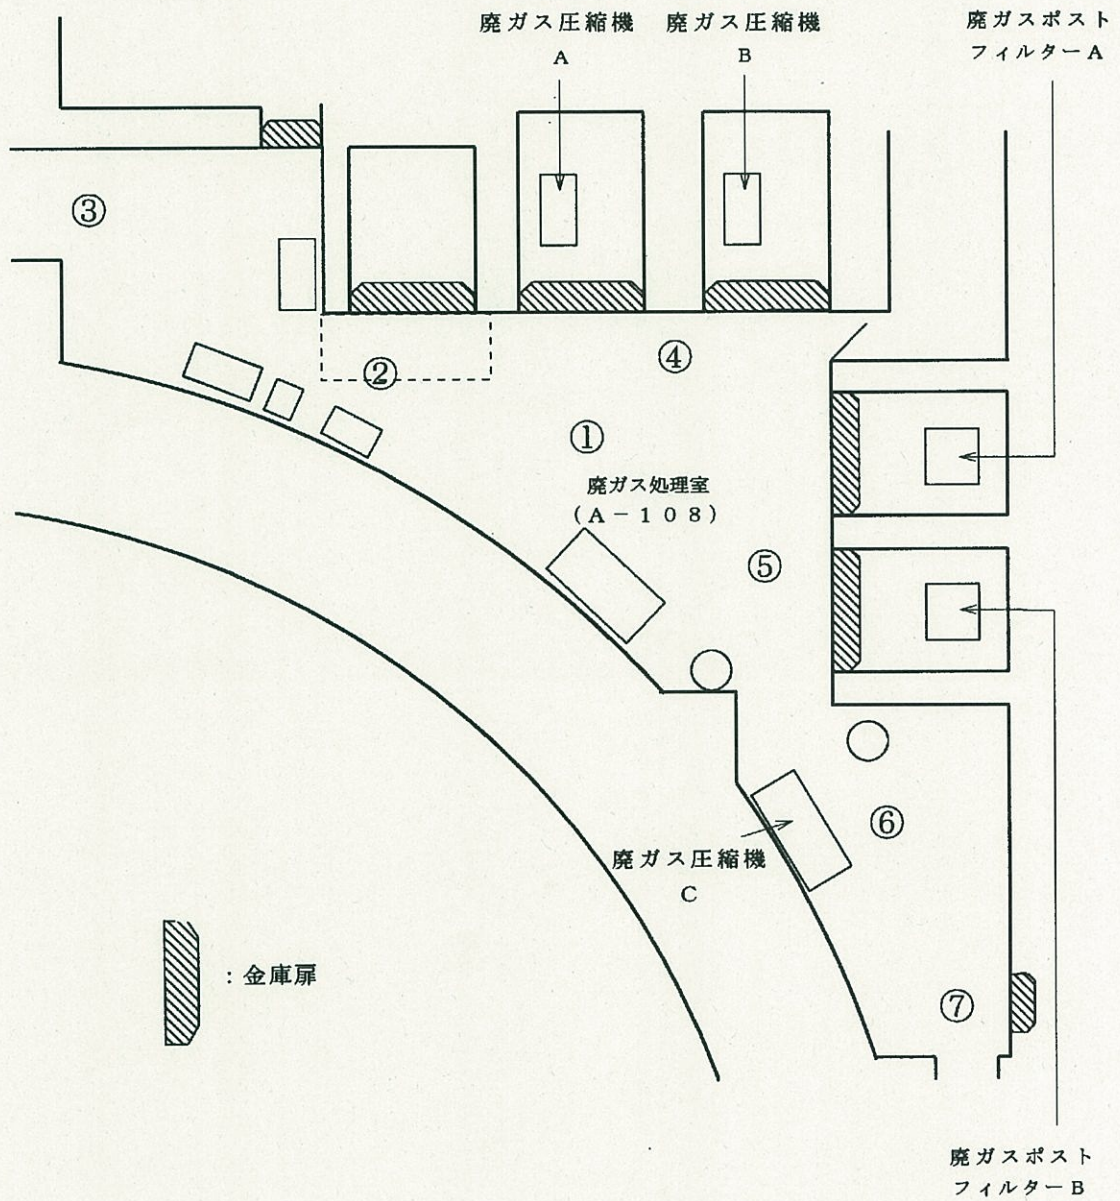 廃ガス圧縮機
A
廃ガス圧縮機
B
廃ガスポスト
フィルターA
③
②
④
①
廃ガス処理室
(A-108)
⑤
⑥
廃ガス圧縮機
C
:金庫扉
⑦
廃ガスポスト
フィルターB